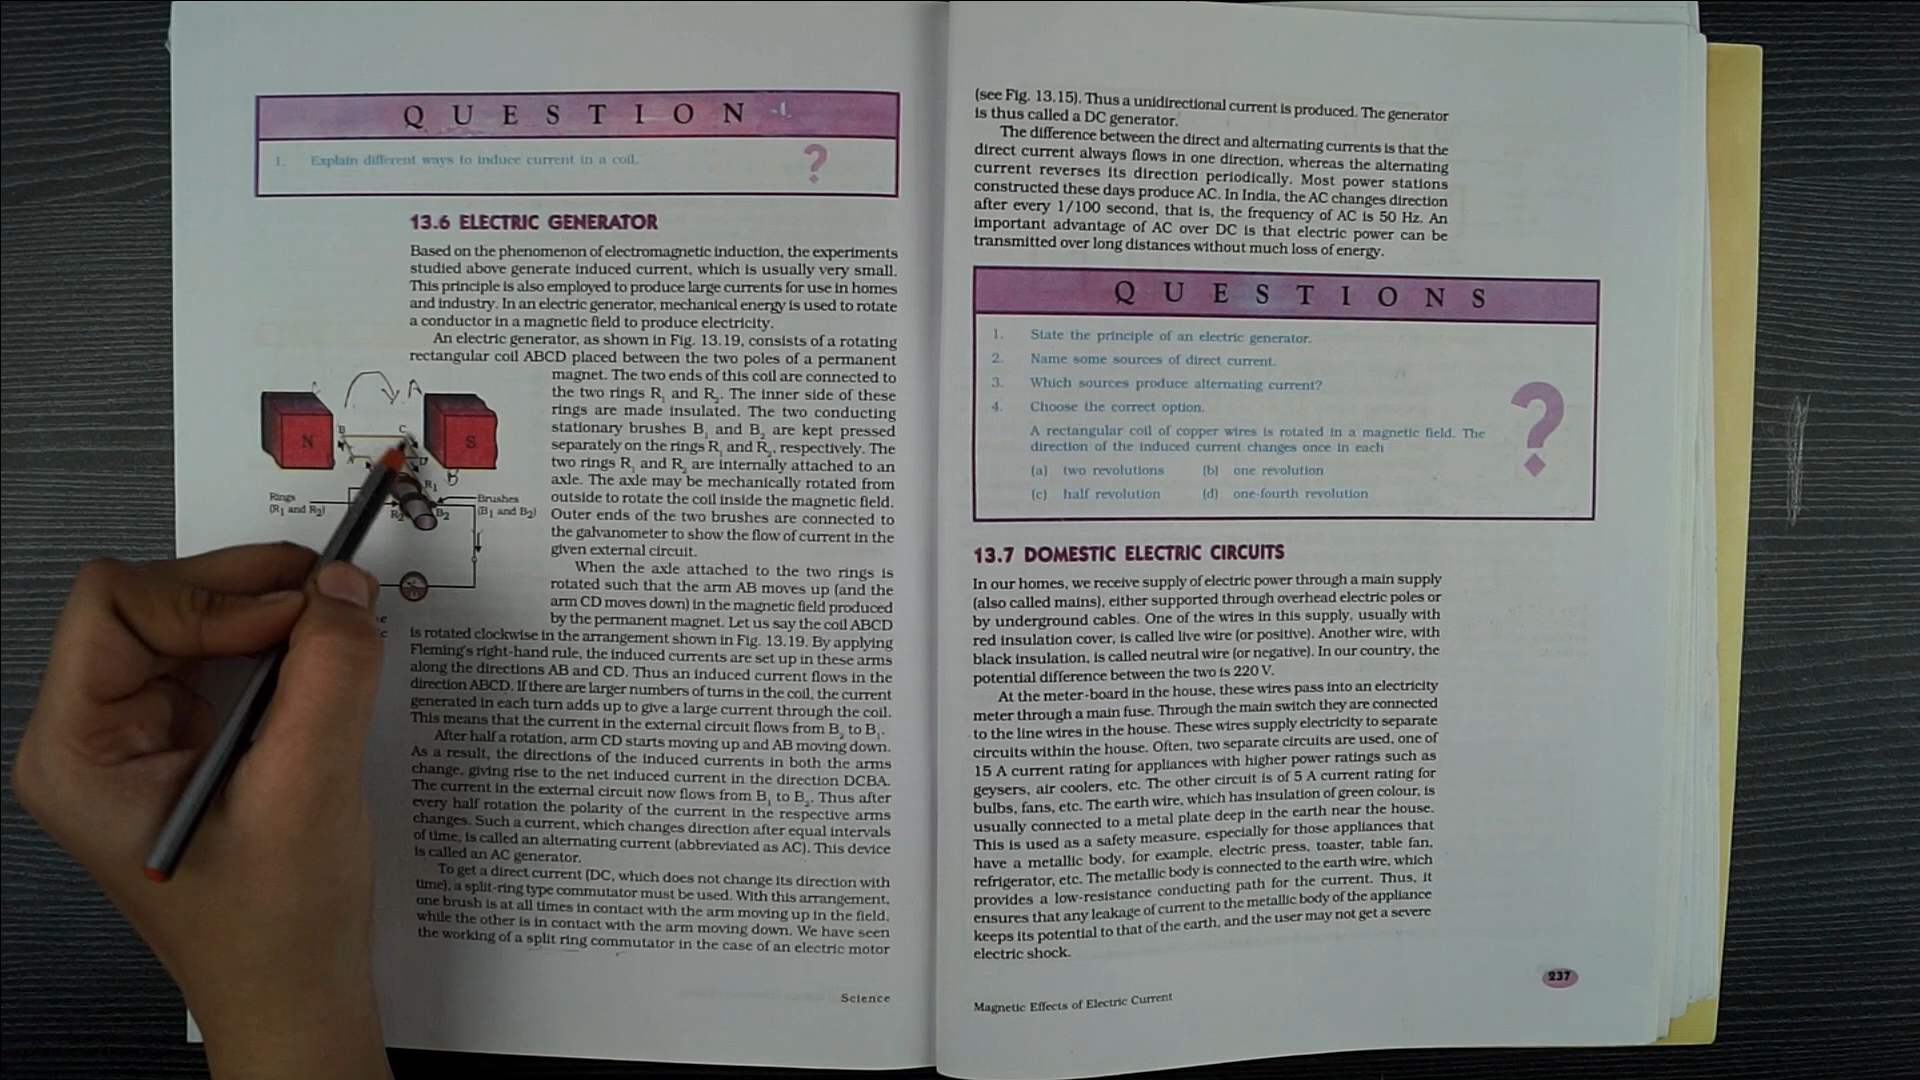 QUESTION
1. Explain different ways to induce current in a coil.
?
13.6 ELECTRIC GENERATOR
Based on the phenomenon of electromagnetic induction, the experiments
studied above generate induced current, which is usually very small.
This principle is also employed to produce large currents for use in homes
and industry. In an electric generator, mechanical energy is used to rotate
a conductor in a magnetic field to produce electricity.
An electric generator, as shown in Fig. 13.19, consists of a rotating
rectangular coil ABCD placed between the two poles of a permanent
magnet. The two ends of this coil are connected to
the two rings R₁ and R₂. The inner side of these
rings are made insulated. The two conducting
stationary brushes B₁ and B₂ are kept pressed
separately on the rings R₁ and R₂, respectively. The
two rings R₁ and R₂ are internally attached to an
axle. The axle may be mechanically rotated from
outside to rotate the coil inside the magnetic field.
Outer ends of the two brushes are connected to
the galvanometer to show the flow of current in the
given external circuit.
When the axle attached to the two rings is
rotated such that the arm AB moves up (and the
arm CD moves down) in the magnetic field produced
by the permanent magnet. Let us say the coil ABCD
is rotated clockwise in the arrangement shown in Fig. 13.19. By applying
Fleming's right-hand rule, the induced currents are set up in these arms
along the directions AB and CD. Thus an induced current flows in the
direction ABCD. If there are larger numbers of turns in the coil, the current
generated in each turn adds up to give a large current through the coil.
This means that the current in the external circuit flows from B₂ to B₁.
After half a rotation, arm CD starts moving up and AB moving down.
As a result, the directions of the induced currents in both the arms
change, giving rise to the net induced current in the direction DCBA.
The current in the external circuit now flows from B₁ to B₂. Thus after
every half rotation the polarity of the current in the respective arms
changes. Such a current, which changes direction after equal intervals
of time, is called an alternating current (abbreviated as AC). This device
is called an AC generator.
To get a direct current (DC, which does not change its direction with
time), a split-ring type commutator must be used. With this arrangement,
one brush is at all times in contact with the arm moving up in the field,
while the other is in contact with the arm moving down. We have seen
the working of a split ring commutator in the case of an electric motor
A
N
S
B
C
A
D
B
R₁
Rings
(R₁ and R₂)
R₂
B₂
Brushes
(B₁ and B₂)
Science
(see Fig. 13.15). Thus a unidirectional current is produced. The generator
is thus called a DC generator.
The difference between the direct and alternating currents is that the
direct current always flows in one direction, whereas the alternating
current reverses its direction periodically. Most power stations
constructed these days produce AC. In India, the AC changes direction
after every 1/100 second, that is, the frequency of AC is 50 Hz. An
important advantage of AC over DC is that electric power can be
transmitted over long distances without much loss of energy.
QUESTIONS
1. State the principle of an electric generator.
2. Name some sources of direct current.
3. Which sources produce alternating current?
4. Choose the correct option.
A rectangular coil of copper wires is rotated in a magnetic field. The
direction of the induced current changes once in each
(a) two revolutions (b) one revolution
(c) half revolution (d) one-fourth revolution
?
13.7 DOMESTIC ELECTRIC CIRCUITS
In our homes, we receive supply of electric power through a main supply
(also called mains), either supported through overhead electric poles or
by underground cables. One of the wires in this supply, usually with
red insulation cover, is called live wire (or positive). Another wire, with
black insulation, is called neutral wire (or negative). In our country, the
potential difference between the two is 220 V.
At the meter-board in the house, these wires pass into an electricity
meter through a main fuse. Through the main switch they are connected
to the line wires in the house. These wires supply electricity to separate
circuits within the house. Often, two separate circuits are used, one of
15 A current rating for appliances with higher power ratings such as
geysers, air coolers, etc. The other circuit is of 5 A current rating for
bulbs, fans, etc. The earth wire, which has insulation of green colour, is
usually connected to a metal plate deep in the earth near the house.
This is used as a safety measure, especially for those appliances that
have a metallic body, for example, electric press, toaster, table fan,
refrigerator, etc. The metallic body is connected to the earth wire, which
provides a low-resistance conducting path for the current. Thus, it
ensures that any leakage of current to the metallic body of the appliance
keeps its potential to that of the earth, and the user may not get a severe
electric shock.
237
Magnetic Effects of Electric Current